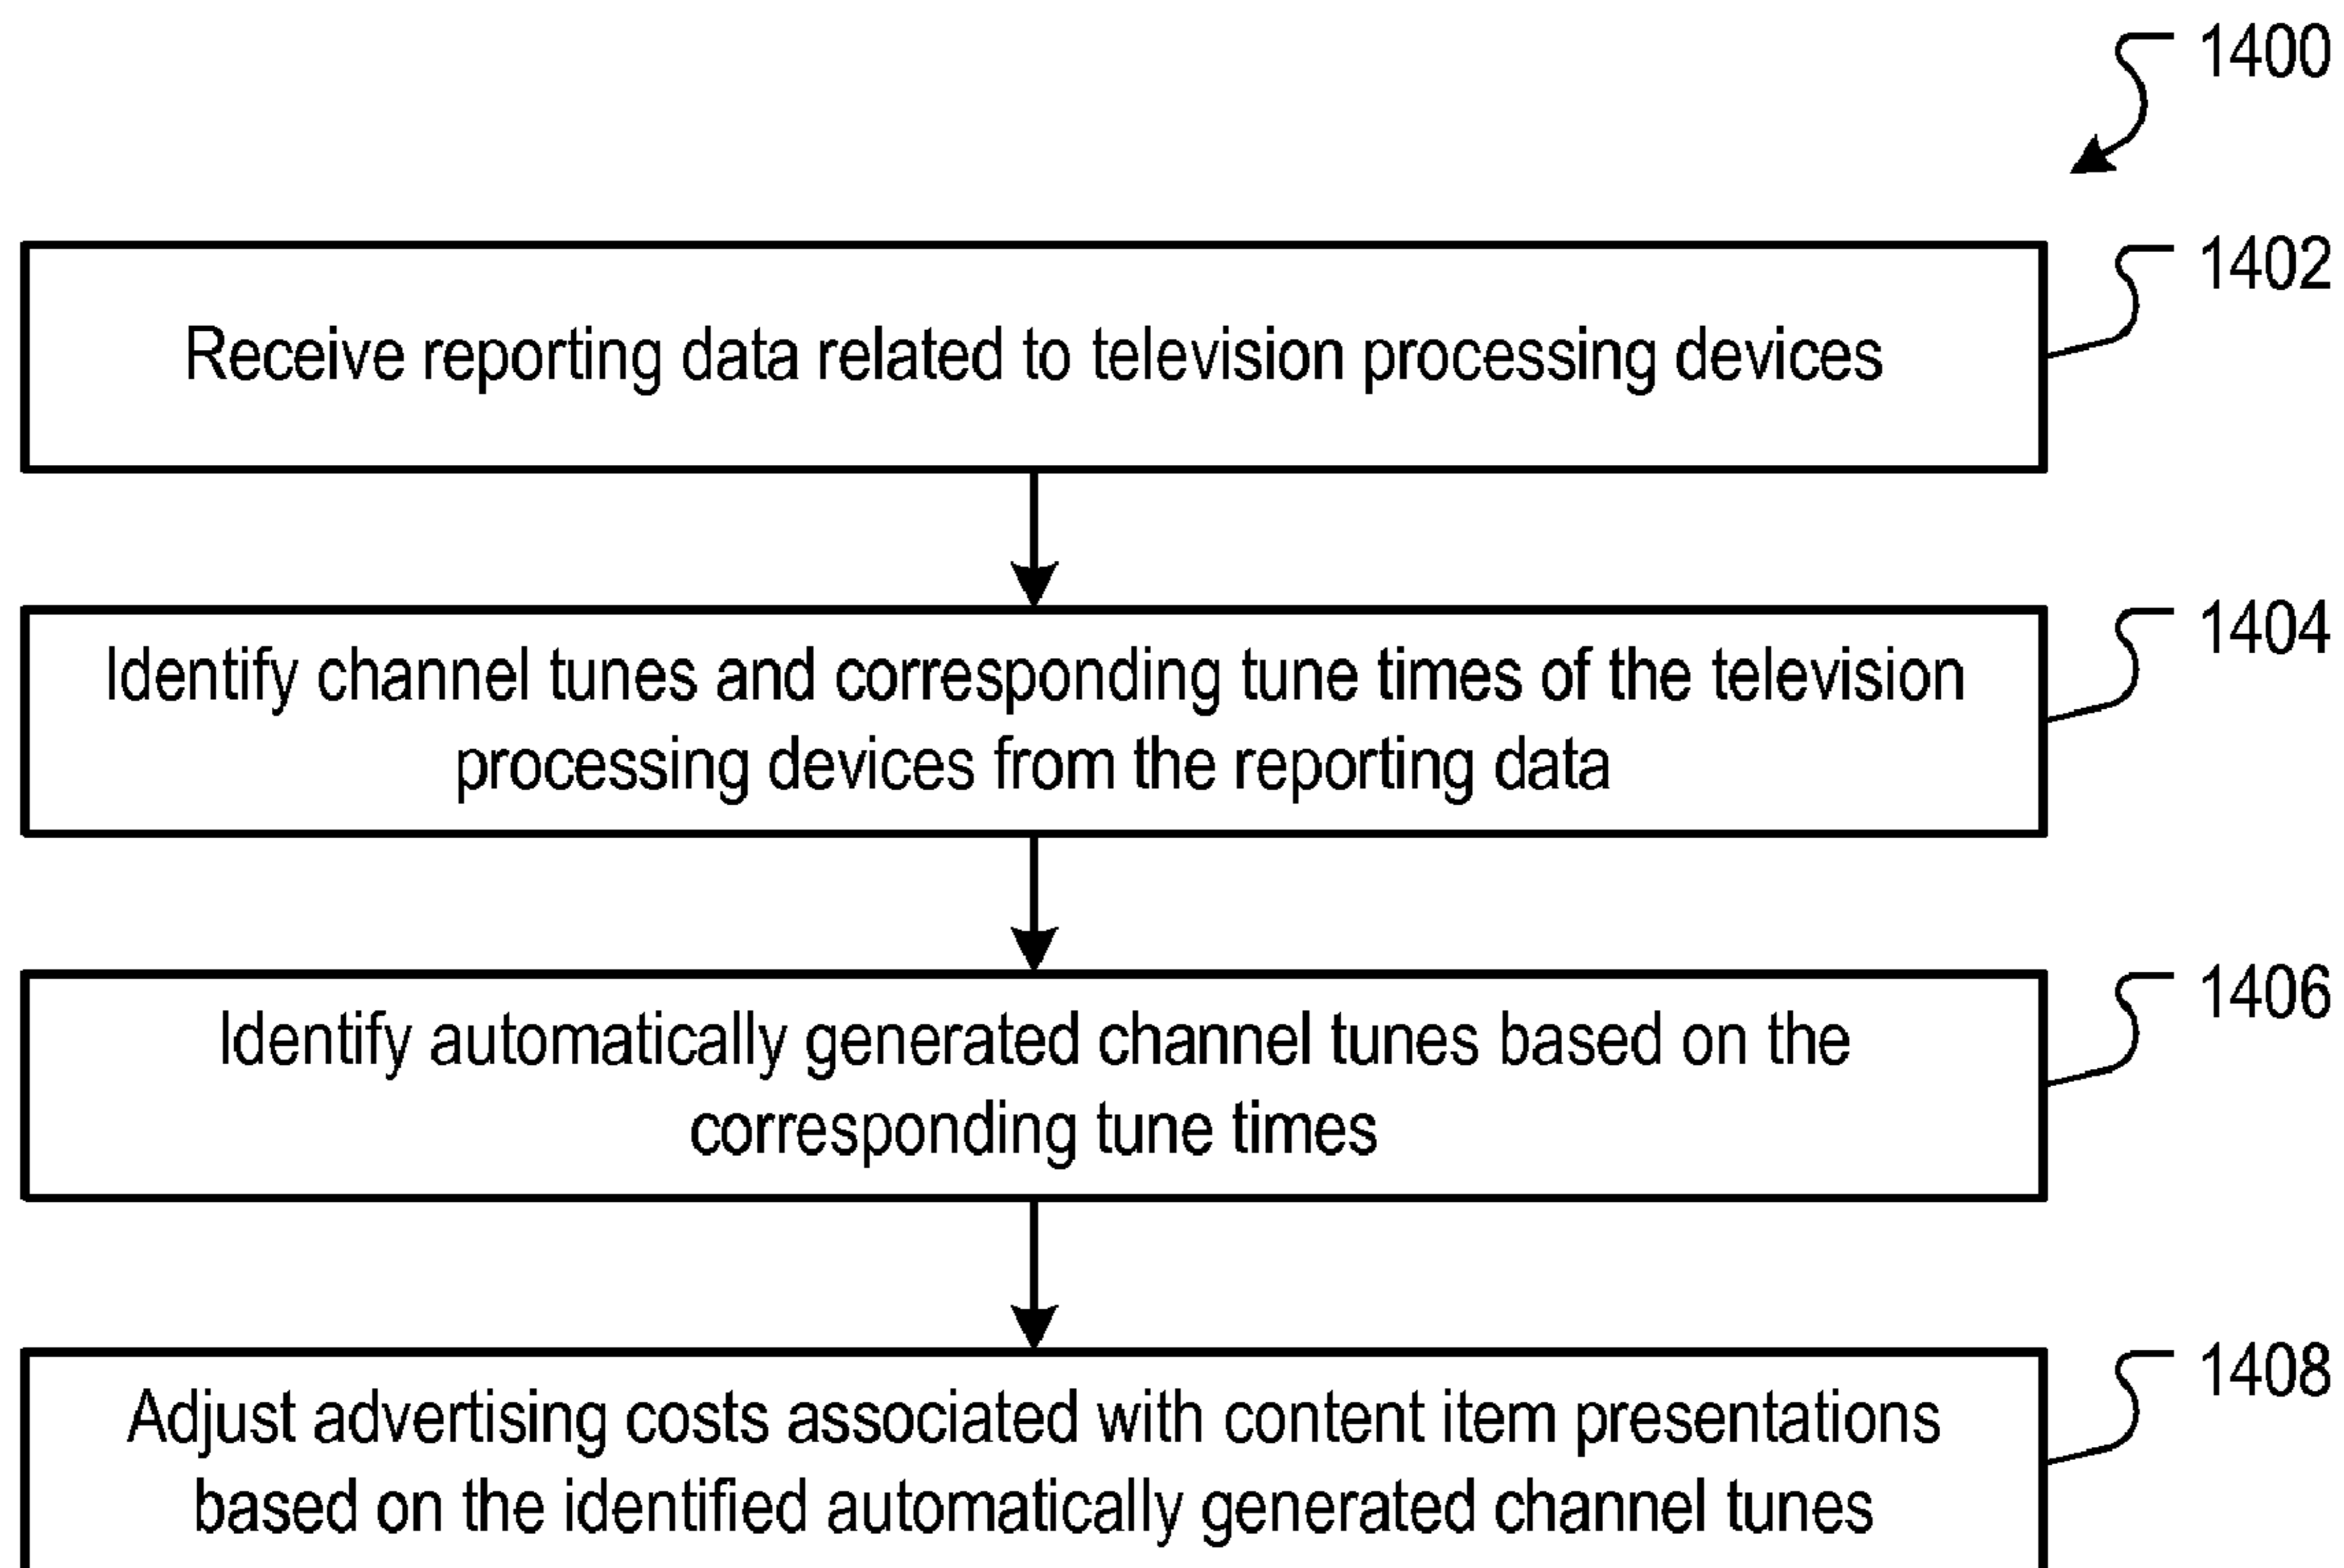 1400
1402
Receive reporting data related to television processing devices
1404
Identify channel tunes and corresponding tune times of the television
processing devices from the reporting data
1406
Identify automatically generated channel tunes based on the
corresponding tune times
1408
Adjust advertising costs associated with content item presentations
based on the identified automatically generated channel tunes